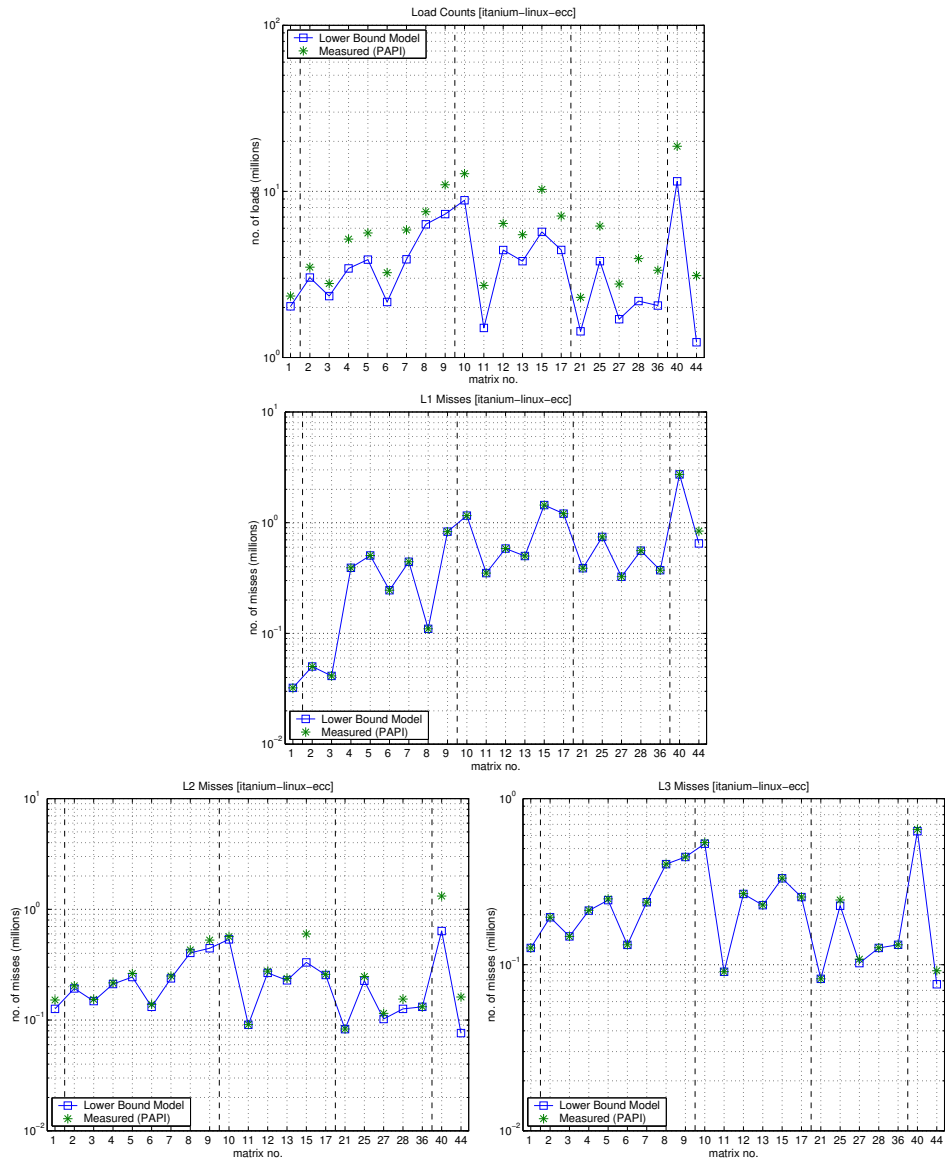 Load Counts [itanium−linux−ecc]
Lower Bound Model
Measured (PAPI)
no. of loads (millions)
10^2
10^1
10^0
1 2 3 4 5 6 7 8 9 10 11 12 13 15 17 21 25 27 28 36 40 44
matrix no.
L1 Misses [itanium−linux−ecc]
no. of misses (millions)
10^1
10^0
10^−1
10^−2
Lower Bound Model
Measured (PAPI)
1 2 3 4 5 6 7 8 9 10 11 12 13 15 17 21 25 27 28 36 40 44
matrix no.
L2 Misses [itanium−linux−ecc]
no. of misses (millions)
10^1
10^0
10^−1
10^−2
Lower Bound Model
Measured (PAPI)
1 2 3 4 5 6 7 8 9 10 11 12 13 15 17 21 25 27 28 36 40 44
matrix no.
L3 Misses [itanium−linux−ecc]
no. of misses (millions)
10^0
10^−1
10^−2
Lower Bound Model
Measured (PAPI)
1 2 3 4 5 6 7 8 9 10 11 12 13 15 17 21 25 27 28 36 40 44
matrix no.